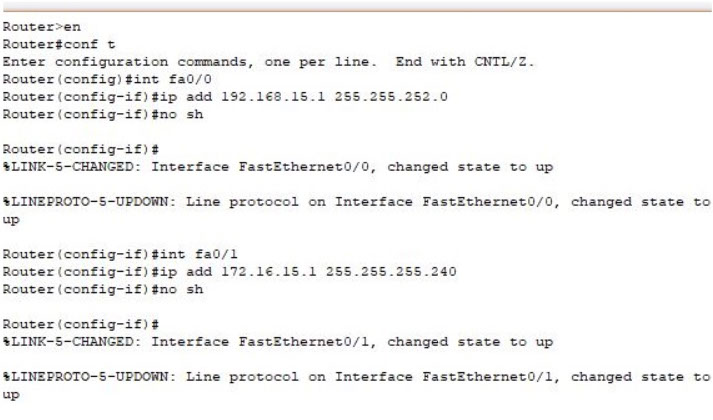 Router>en
Router#conf t
Enter configuration commands, one per line.  End with CNTL/Z.
Router(config)#int fa0/0
Router(config-if)#ip add 192.168.15.1 255.255.252.0
Router(config-if)#no sh
Router(config-if)#
%LINK-5-CHANGED: Interface FastEthernet0/0, changed state to up
%LINEPROTO-5-UPDOWN: Line protocol on Interface FastEthernet0/0, changed state to
up
Router(config-if)#int fa0/1
Router(config-if)#ip add 172.16.15.1 255.255.255.240
Router(config-if)#no sh
Router(config-if)#
%LINK-5-CHANGED: Interface FastEthernet0/1, changed state to up
%LINEPROTO-5-UPDOWN: Line protocol on Interface FastEthernet0/1, changed state to
up